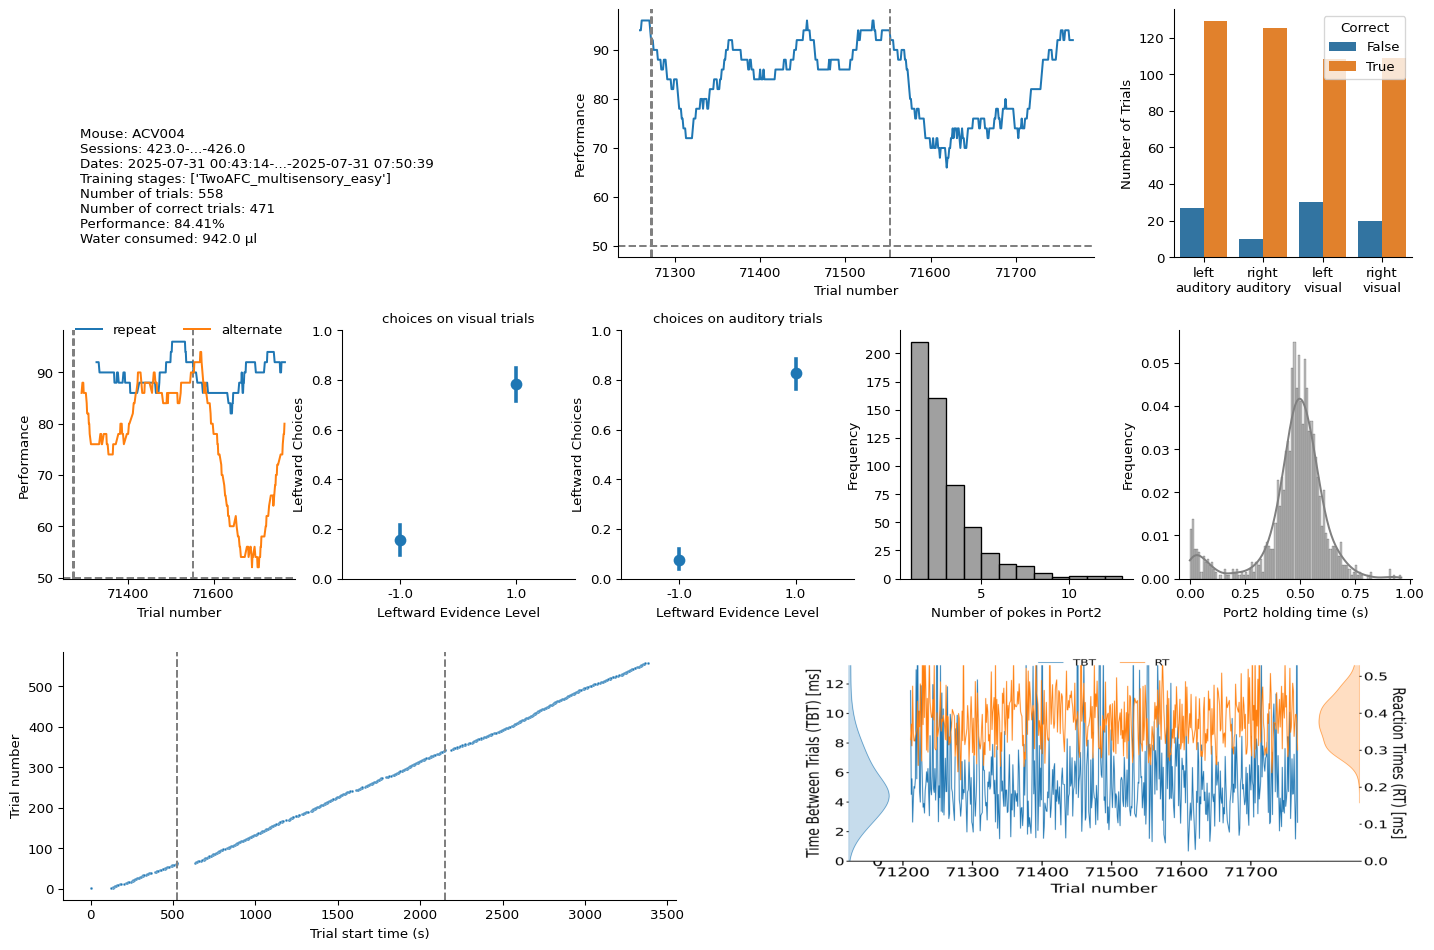 Mouse: ACV004
Sessions: 423.0-...-426.0
Dates: 2025-07-31 00:43:14-...-2025-07-31 07:50:39
Training stages: ['TwoAFC_multisensory_easy']
Number of trials: 558
Number of correct trials: 471
Performance: 84.41%
Water consumed: 942.0 µl
Performance
90
80
70
60
50
71300 71400 71500 71600 71700
Trial number
Number of Trials
120
100
80
60
40
20
0
Correct
False
True
left auditory
right auditory
left visual
right visual
repeat alternate
Performance
90
80
70
60
50
71400 71600
Trial number
choices on visual trials
Leftward Choices
1.0
0.8
0.6
0.4
0.2
0.0
-1.0 1.0
Leftward Evidence Level
choices on auditory trials
Leftward Choices
1.0
0.8
0.6
0.4
0.2
0.0
-1.0 1.0
Leftward Evidence Level
Frequency
200
175
150
125
100
75
50
25
0
5 10
Number of pokes in Port2
Frequency
0.05
0.04
0.03
0.02
0.01
0.00
0.00 0.25 0.50 0.75 1.00
Port2 holding time (s)
Trial number
500
400
300
200
100
0
0 500 1000 1500 2000 2500 3000 3500
Trial start time (s)
TBT RT
Time Between Trials (TBT) [ms]
12
10
8
6
4
2
0
0
71200 71300 71400 71500 71600 71700
Trial number
0.5
0.4
0.3
0.2
0.1
0.0
Reaction Times (RT) [ms]